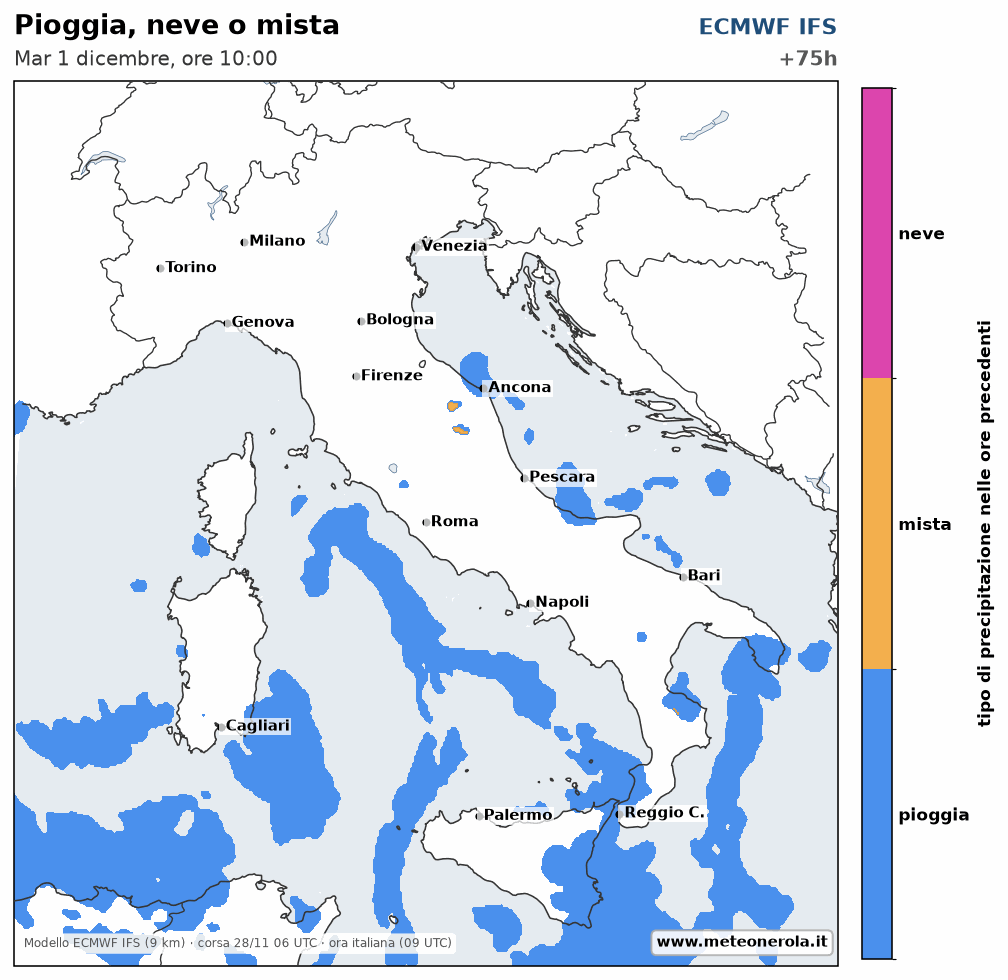 Pioggia, neve o mista
ECMWF IFS
Mar 1 dicembre, ore 10:00
+75h
neve
Milano
Venezia
Torino
Genova
Bologna
Firenze
Ancona
Pescara
Roma
mista
Bari
Napoli
Cagliari
Palermo
Reggio C.
pioggia
tipo di precipitazione nelle ore precedenti
Modello ECMWF IFS (9 km) · corsa 28/11 06 UTC · ora italiana (09 UTC)
www.meteonerola.it